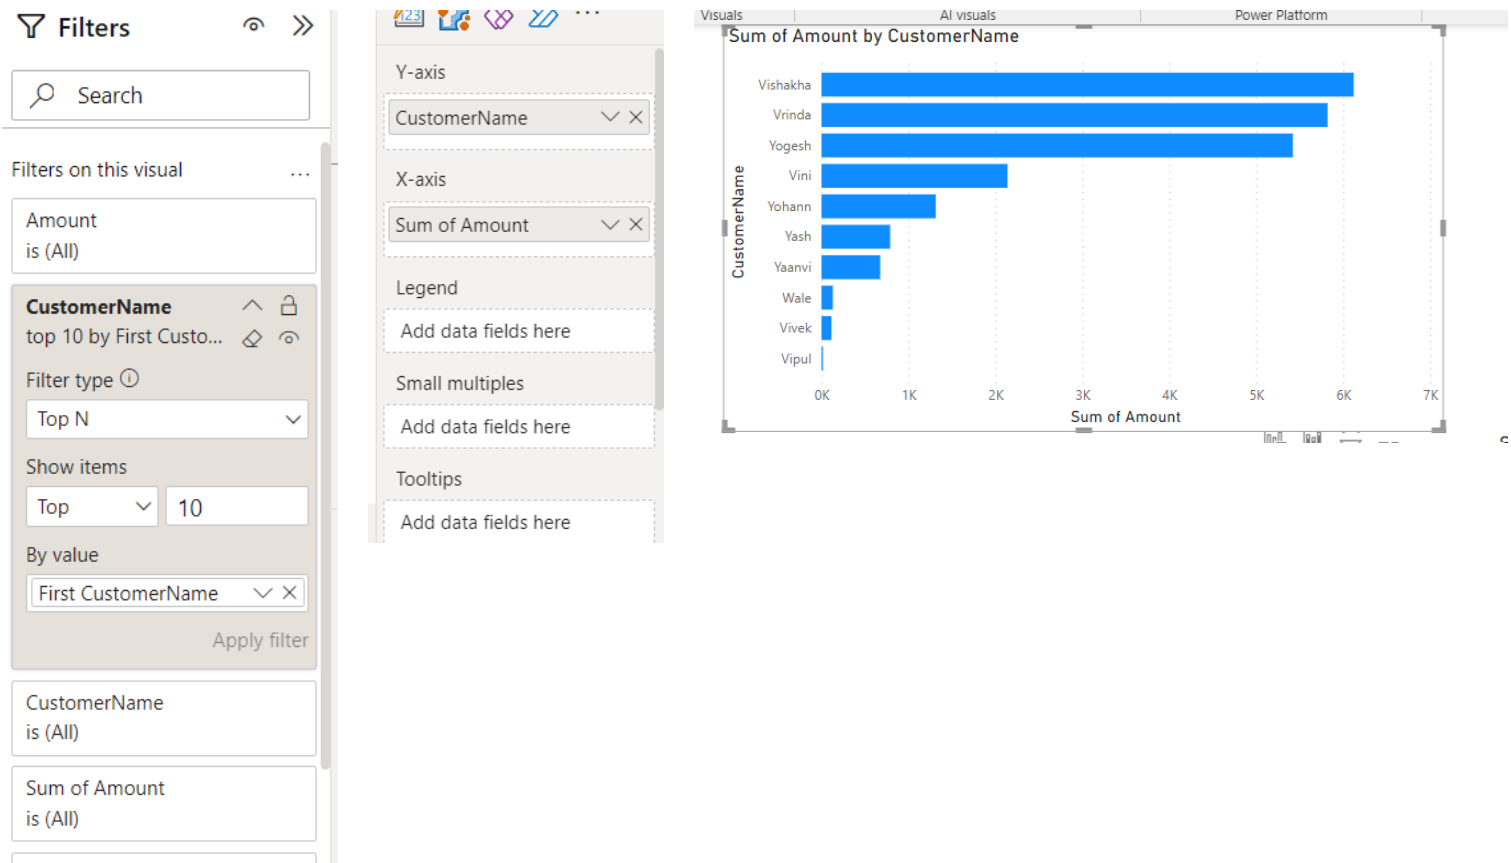 Filters
Search
Filters on this visual
...
Amount
is (All)
CustomerName
top 10 by First Custo...
Filter type
Top N
Show items
Top
10
By value
First CustomerName
Apply filter
CustomerName
is (All)
Sum of Amount
is (All)
123
...
Y-axis
CustomerName
X-axis
Sum of Amount
Legend
Add data fields here
Small multiples
Add data fields here
Tooltips
Add data fields here
Visuals
AI visuals
Power Platform
Sum of Amount by CustomerName
CustomerName
Vishakha
Vrinda
Yogesh
Vini
Yohann
Yash
Yaanvi
Wale
Vivek
Vipul
0K 1K 2K 3K 4K 5K 6K 7K
Sum of Amount